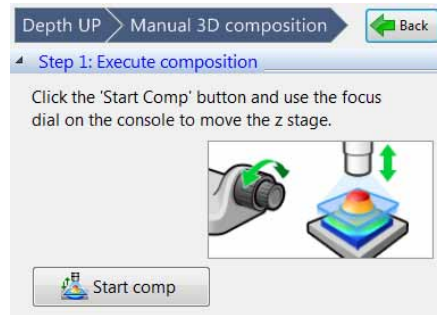 Depth UP Manual 3D composition Back
Step 1: Execute composition
Click the 'Start Comp' button and use the focus
dial on the console to move the z stage.
Start comp